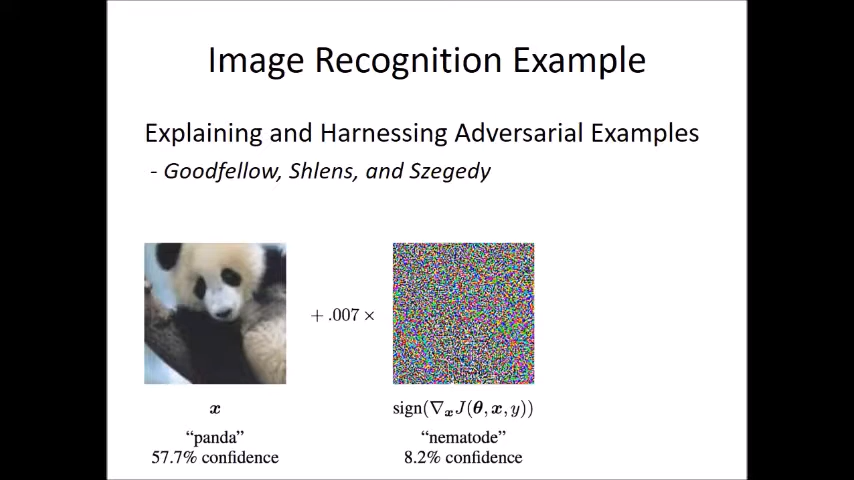 Image Recognition Example
Explaining and Harnessing Adversarial Examples
- Goodfellow, Shlens, and Szegedy
+ .007 ×
x
sign(∇ₓJ(θ, x, y))
“panda”
“nematode”
57.7% confidence
8.2% confidence